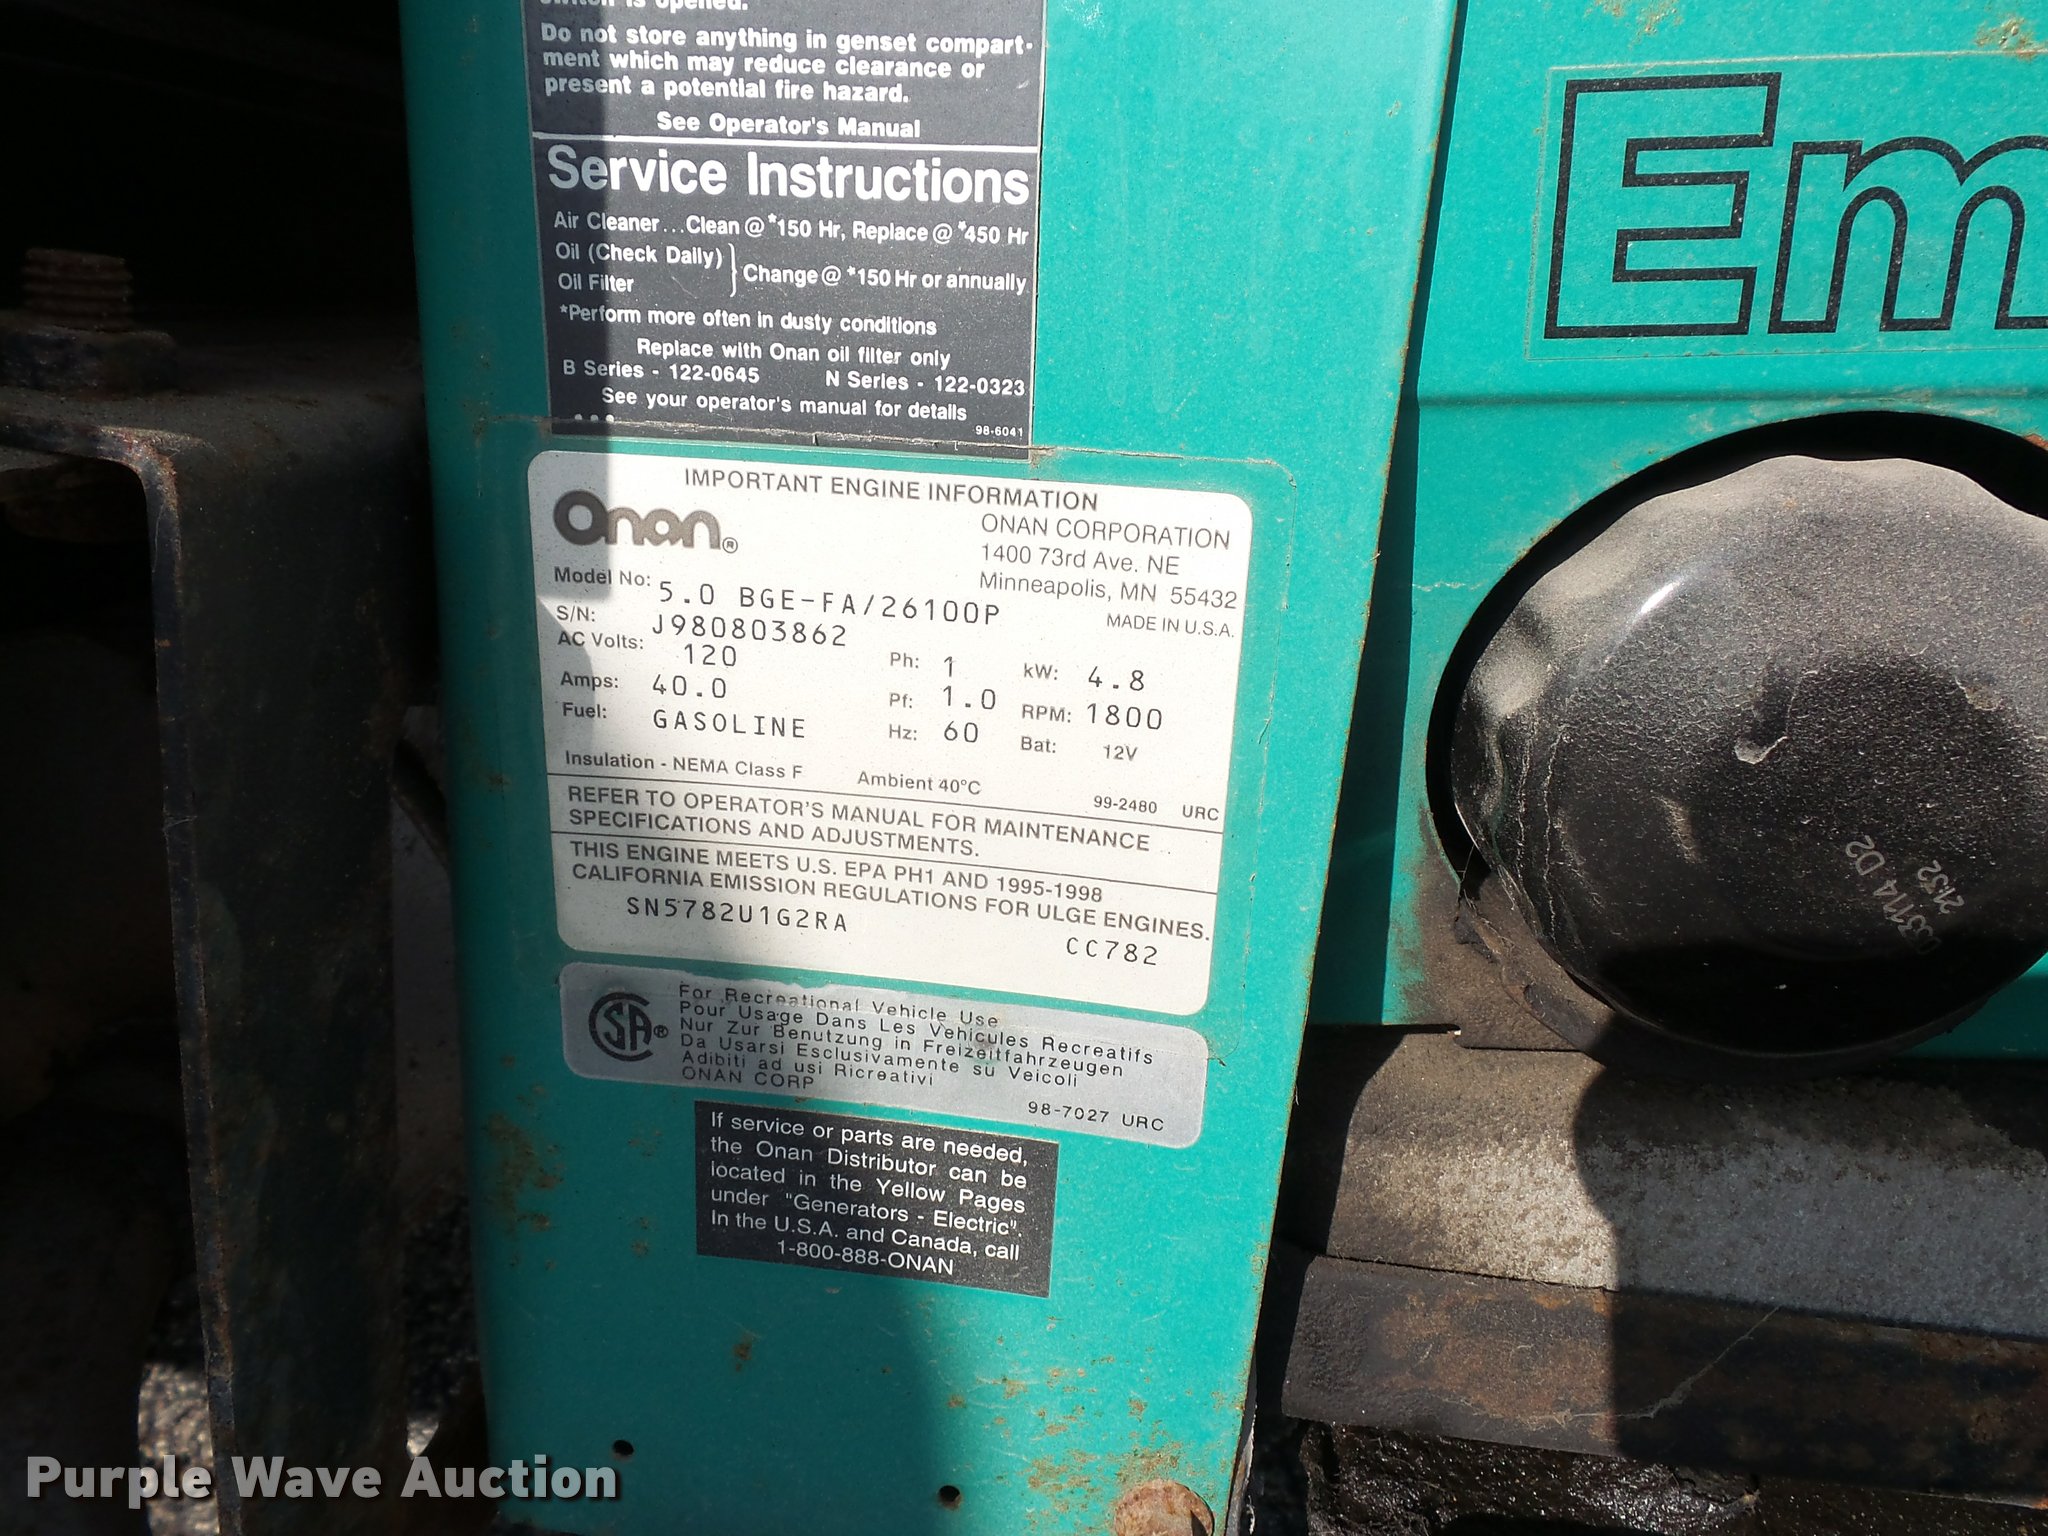 switch is opened.
Do not store anything in genset compart-
ment which may reduce clearance or
present a potential fire hazard.
See Operator's Manual
Service Instructions
Air Cleaner...Clean @ *150 Hr, Replace @ *450 Hr
Oil (Check Daily)
Oil Filter
Change @ *150 Hr or annually
*Perform more often in dusty conditions
Replace with Onan oil filter only
B Series - 122-0645 N Series - 122-0323
See your operator's manual for details
98-6041
IMPORTANT ENGINE INFORMATION
Onan®
ONAN CORPORATION
1400 73rd Ave. NE
Minneapolis, MN 55432
MADE IN U.S.A.
Model No: 5.0 BGE-FA/26100P
S/N: J980803862
AC Volts: 120 Ph: 1 kW: 4.8
Amps: 40.0 Pf: 1.0 RPM: 1800
Fuel: GASOLINE Hz: 60 Bat: 12V
Insulation - NEMA Class F Ambient 40°C 99-2480 URC
REFER TO OPERATOR'S MANUAL FOR MAINTENANCE
SPECIFICATIONS AND ADJUSTMENTS.
THIS ENGINE MEETS U.S. EPA PH1 AND 1995-1998
CALIFORNIA EMISSION REGULATIONS FOR ULGE ENGINES.
SN5782U1G2RA CC782
SA®
For Recreational Vehicle Use
Pour Usage Dans Les Vehicules Recreatifs
Nur Zur Benutzung in Freizeitfahrzeugen
Da Usarsi Esclusivamente su Veicoli
Adibiti ad usi Ricreativi
ONAN CORP
98-7027 URC
If service or parts are needed,
the Onan Distributor can be
located in the Yellow Pages
under "Generators - Electric".
In the U.S.A. and Canada, call
1-800-888-ONAN
Em
03114 D2
2132
Purple Wave Auction